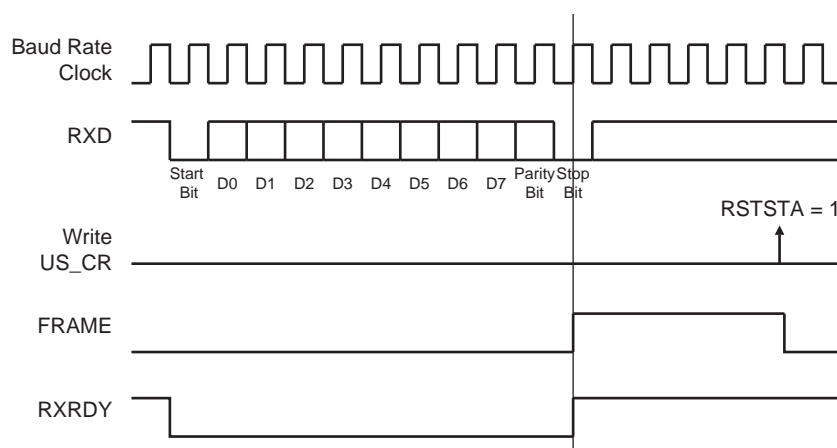 Baud Rate
Clock
RXD
Start
Bit
D0
D1
D2
D3
D4
D5
D6
D7
Parity
Bit
Stop
Bit
RSTSTA = 1
Write
US_CR
FRAME
RXRDY